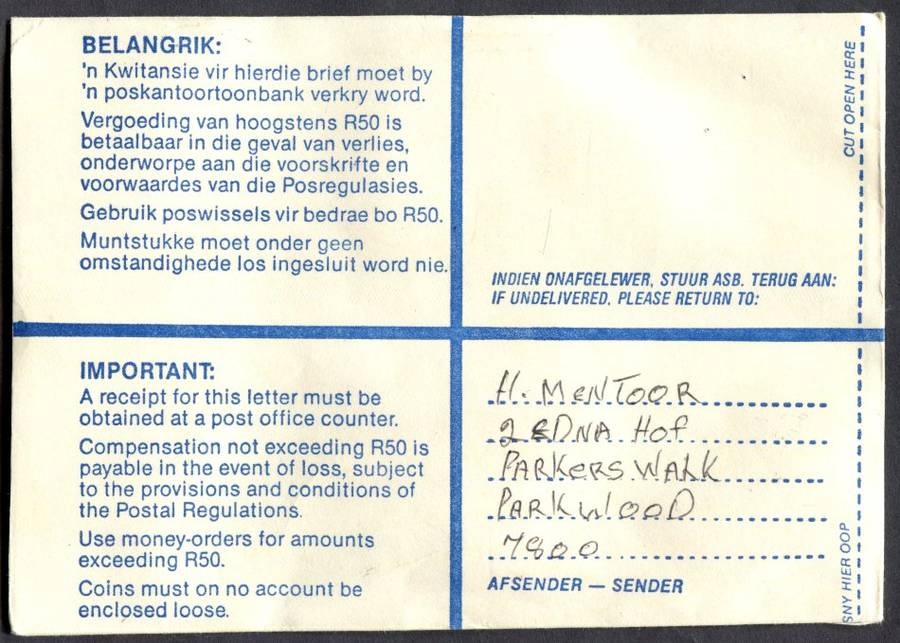 BELANGRIK:
'n Kwitansie vir hierdie brief moet by
'n poskantoortoonbank verkry word.
Vergoeding van hoogstens R50 is
betaalbaar in die geval van verlies,
onderworpe aan die voorskrifte en
voorwaardes van die Posregulasies.
Gebruik poswissels vir bedrae bo R50.
Muntstukke moet onder geen
omstandighede los ingesluit word nie.
INDIEN ONAFGELEWER, STUUR ASB. TERUG AAN:
IF UNDELIVERED, PLEASE RETURN TO:
CUT OPEN HERE
IMPORTANT:
A receipt for this letter must be
obtained at a post office counter.
Compensation not exceeding R50 is
payable in the event of loss, subject
to the provisions and conditions of
the Postal Regulations.
Use money-orders for amounts
exceeding R50.
Coins must on no account be
enclosed loose.
H. MENTOOR
2 EDNA HOF
PARKERS WALK
PARKWOOD
7800
AFSENDER — SENDER
SNY HIER OOP